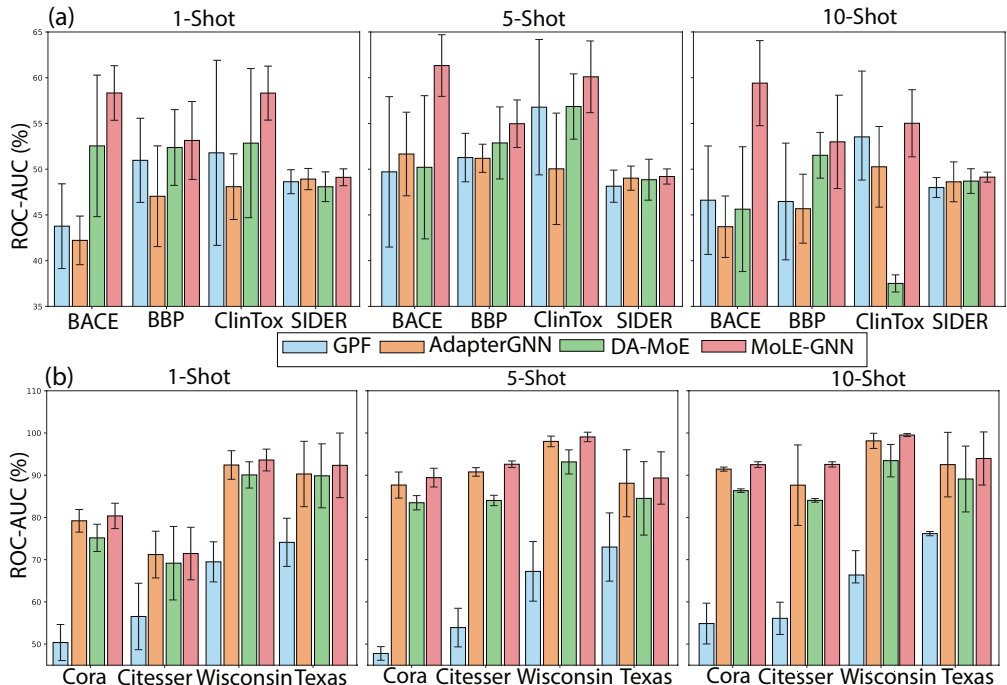 (a)
1-Shot
5-Shot
10-Shot
ROC-AUC (%)
65
60
55
50
45
40
35
BACE BBP ClinTox SIDER
BACE BBP ClinTox SIDER
BACE BBP ClinTox SIDER
GPF AdapterGNN DA-MoE MoLE-GNN
(b)
1-Shot
5-Shot
10-Shot
ROC-AUC (%)
110
100
90
80
70
60
50
Cora Citesser Wisconsin Texas
Cora Citesser Wisconsin Texas
Cora Citesser Wisconsin Texas